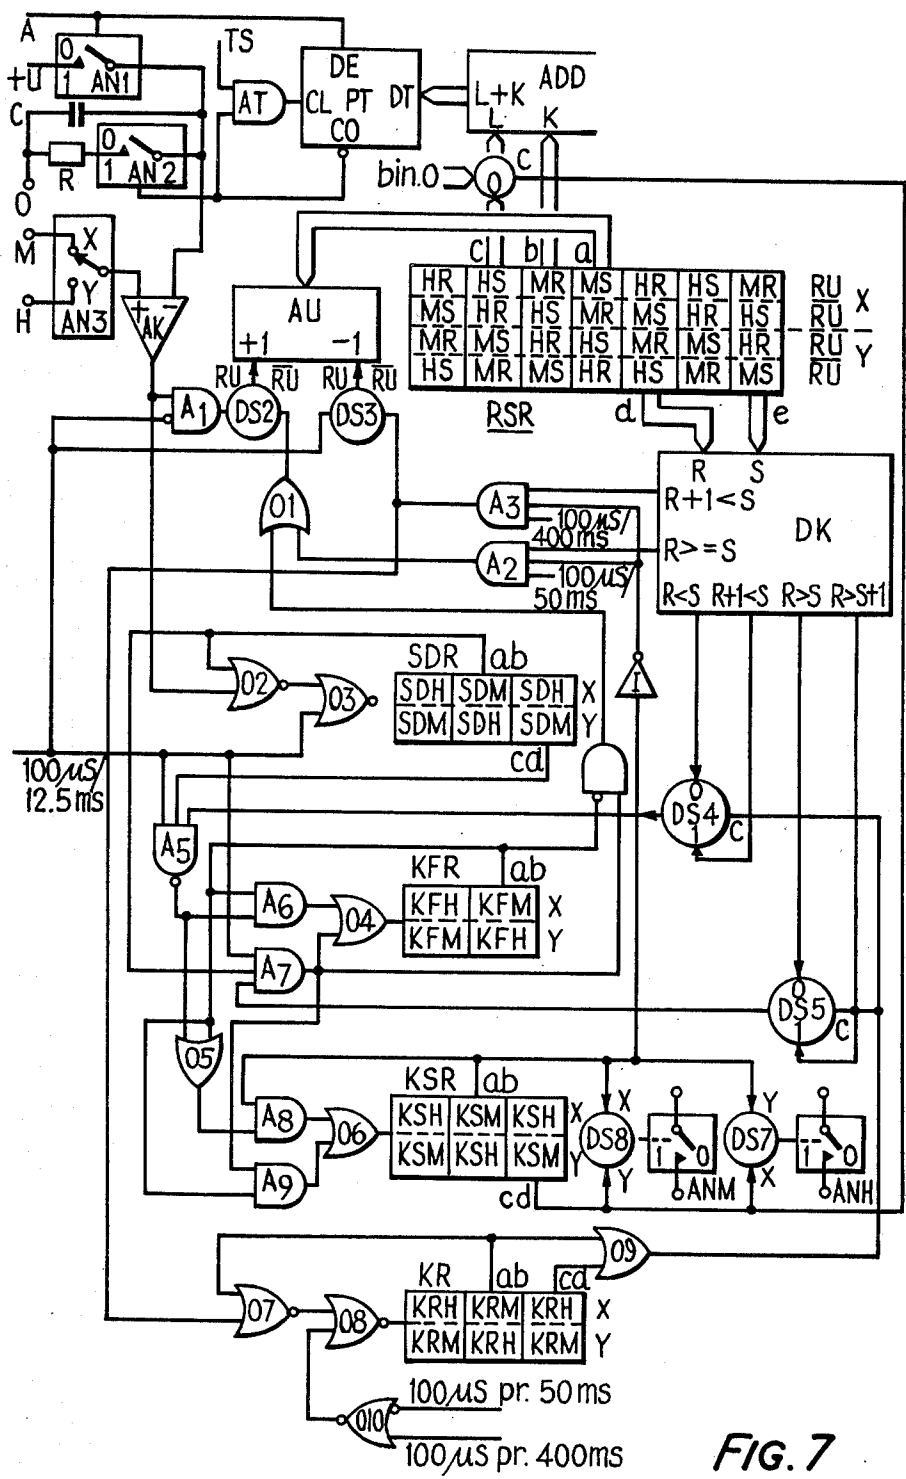 A
+U
0
1
AN1
C
R
0
1
AN2
O
TS
AT
DE
CL PT
DT
CO
ADD
L+K
L
K
bin.0
0
C
M
H
X
Y
AN3
+
−
AK
AU
+1
−1
RU
R̅U̅
RU
R̅U̅
A1
DS2
DS3
c
b
a
HR HS MR MS HR HS MR
MS HR HS MR MS HR HS
MR MS HR HS MR MS HR
HS MR MS HR HS MR MS
RU
RU
RU
RU
X
Y
RSR
d
e
R
S
R+1<S
DK
R>=S
R<S R+1<S R>S R>S+1
O1
A3
100µS/
400ms
A2
100µS/
50ms
SDR
ab
SDH SDM SDH
SDM SDH SDM
X
Y
cd
O2
O3
I
100µS/
12.5ms
A5
0
DS4
1
C
KFR
ab
KFH KFM
KFM KFH
X
Y
A6
O4
A7
0
DS5
1
C
O5
KSR
ab
KSH KSM KSH
KSM KSH KSM
X
Y
cd
A8
O6
A9
X
DS8
Y
1
0
ANM
Y
DS7
X
1
0
ANH
KR
ab
cd
O9
KRH KRM KRH
KRM KRH KRM
X
Y
O7
O8
O10
100µS pr. 50ms
100µS pr. 400ms
FIG. 7